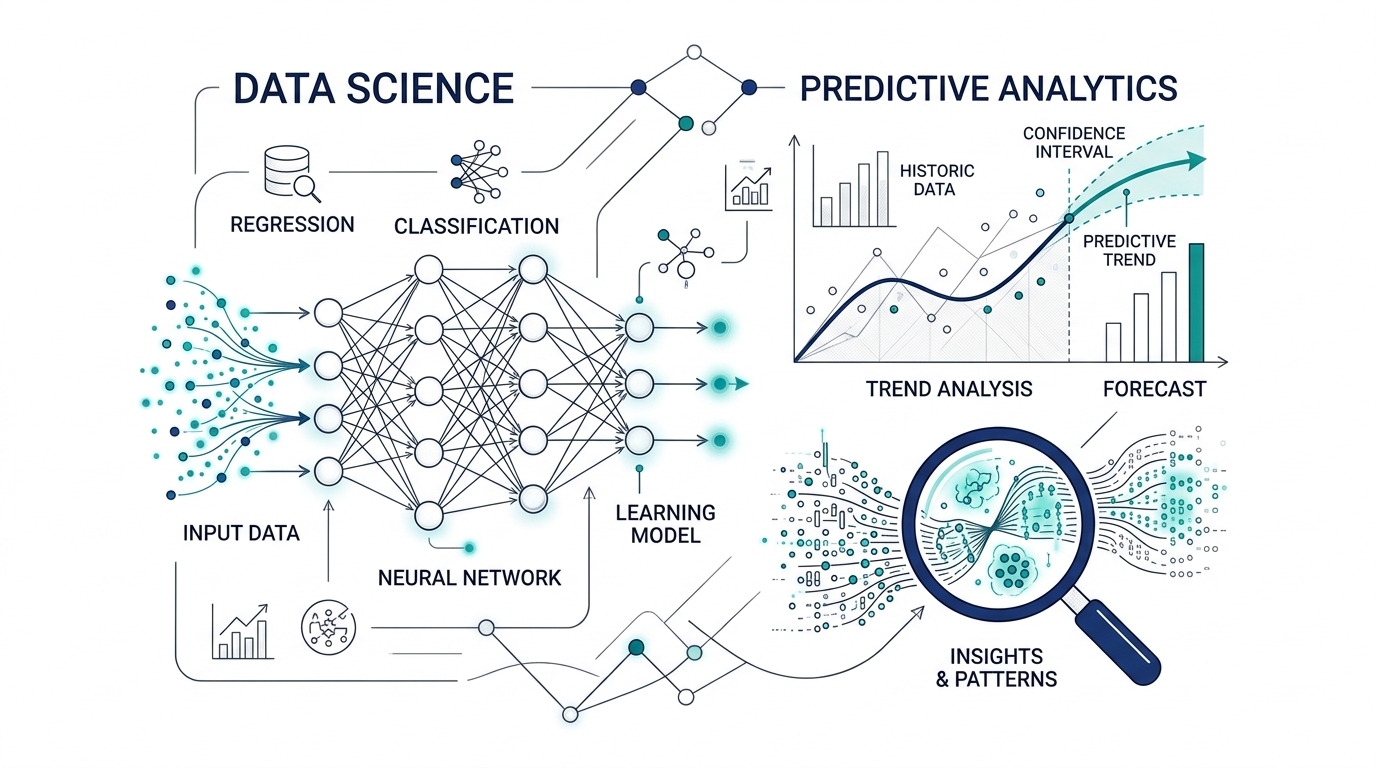 DATA SCIENCE
PREDICTIVE ANALYTICS
REGRESSION
CLASSIFICATION
CONFIDENCE
INTERVAL
HISTORIC
DATA
PREDICTIVE
TREND
TREND ANALYSIS
FORECAST
INPUT DATA
LEARNING
MODEL
NEURAL NETWORK
INSIGHTS
& PATTERNS